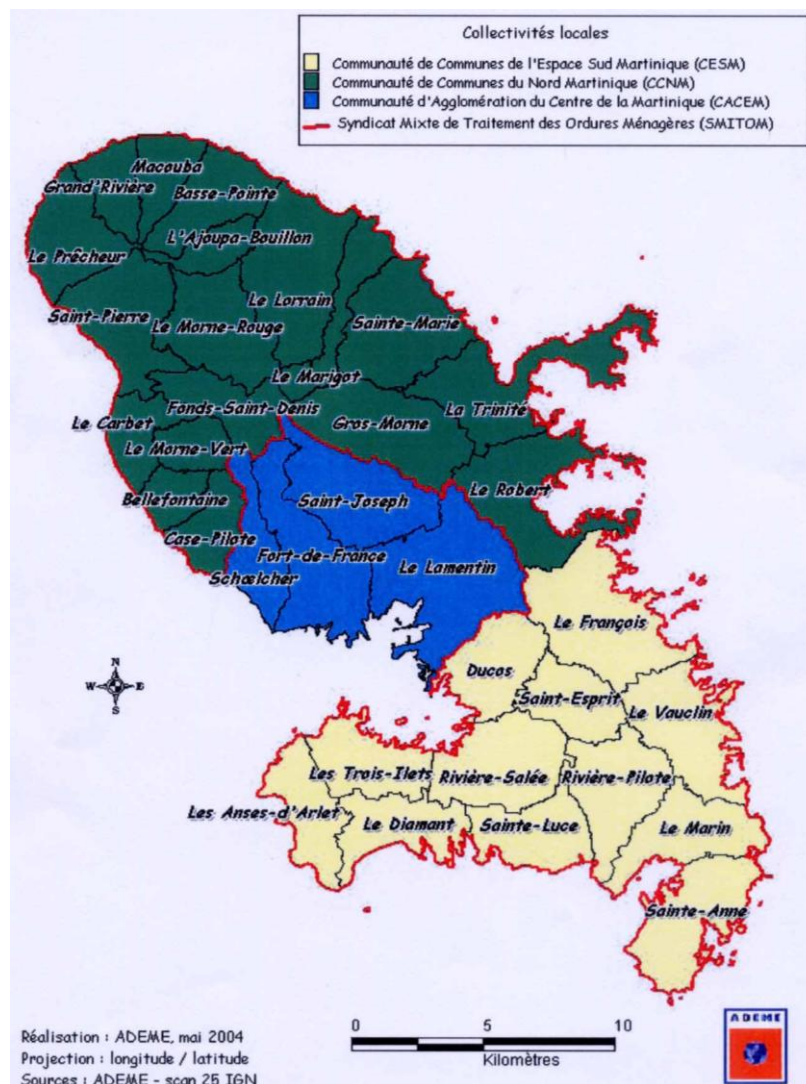 Collectivités locales
Communauté de Communes de l'Espace Sud Martinique (CESM)
Communauté de Communes du Nord Martinique (CCNM)
Communauté d'Agglomération du Centre de la Martinique (CACEM)
Syndicat Mixte de Traitement des Ordures Ménagères (SMITOM)
Macouba
Grand'Rivière
Basse-Pointe
L'Ajoupa-Bouillon
Le Prêcheur
Le Lorrain
Saint-Pierre
Le Morne-Rouge
Sainte-Marie
Le Marigot
Fonds-Saint-Denis
La Trinité
Le Carbet
Gros-Morne
Le Morne-Vert
Le Robert
Bellefontaine
Saint-Joseph
Case-Pilote
Fort-de-France
Le Lamentin
Schœlcher
Le François
Ducos
Saint-Esprit
Le Vauclin
N
W E
S
Les Trois-Ilets
Rivière-Salée
Rivière-Pilote
Les Anses-d'Arlet
Le Diamant
Sainte-Luce
Le Marin
Sainte-Anne
Réalisation : ADEME, mai 2004
Projection : longitude / latitude
Sources : ADEME - scan 25 IGN
0 5 10
Kilomètres
ADEME